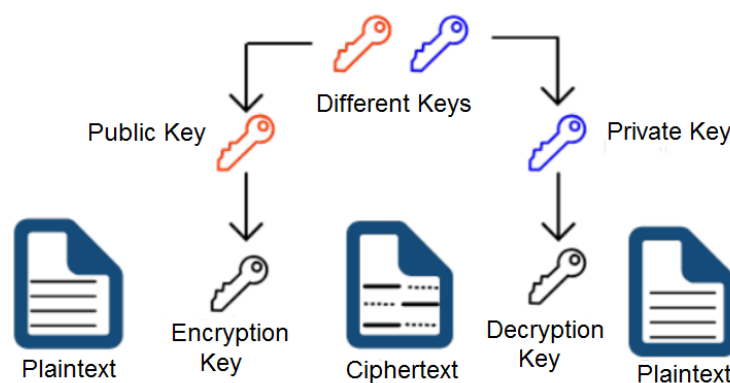 Different Keys
Public Key
Private Key
Plaintext
Encryption
Key
Ciphertext
Decryption
Key
Plaintext